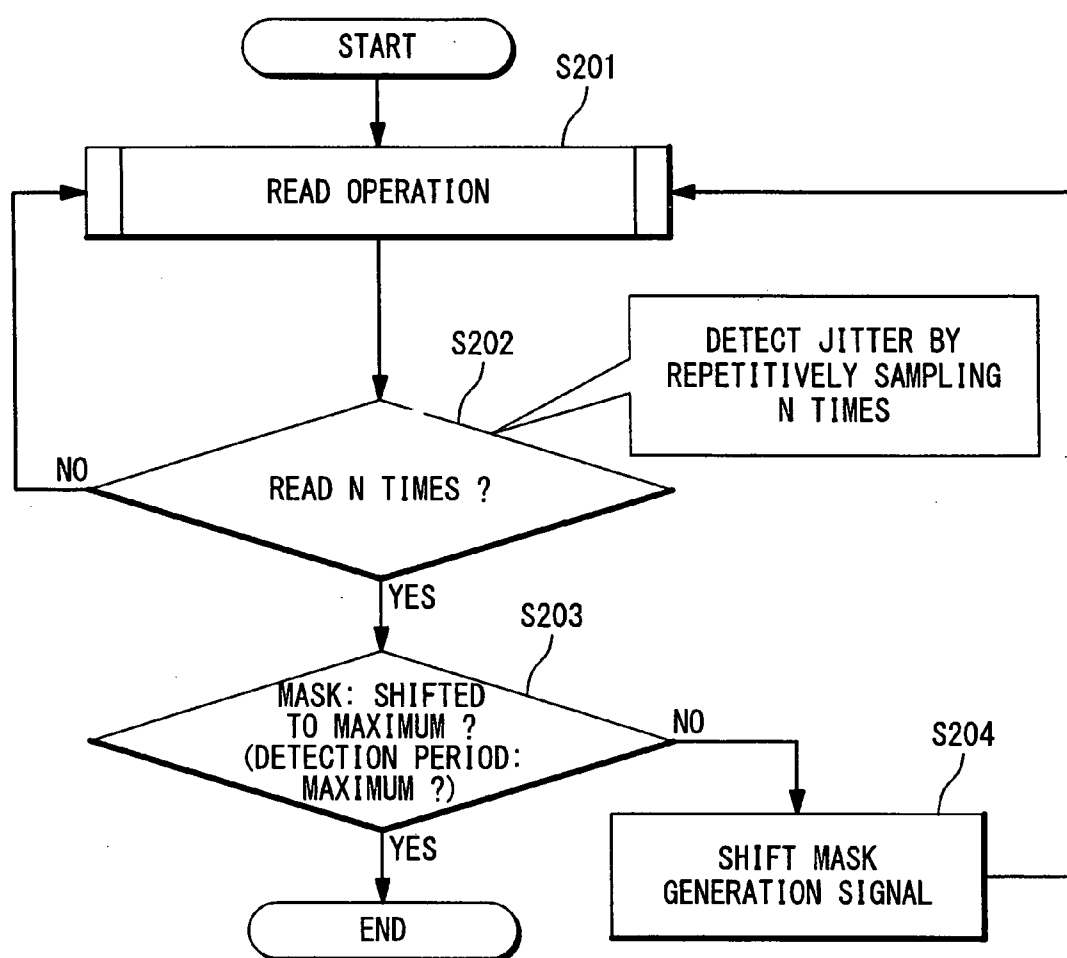 START
S201
READ OPERATION
DETECT JITTER BY
REPETITIVELY SAMPLING
N TIMES
S202
NO
READ N TIMES ?
YES
S203
MASK: SHIFTED
TO MAXIMUM ?
(DETECTION PERIOD:
MAXIMUM ?)
NO
S204
YES
SHIFT MASK
GENERATION SIGNAL
END